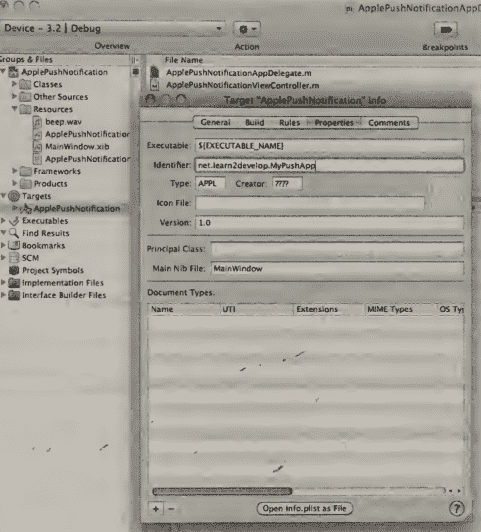 ApplePushNotificationAppD
Device - 3.2 | Debug
Overview
Action
Breakpoints
Groups & Files
File Name
ApplePushNotification
Classes
Other Sources
Resources
beep.wav
ApplePushNotification
MainWindow.xib
ApplePushNotification
Frameworks
Products
Targets
ApplePushNotification
Executables
Find Results
Bookmarks
SCM
Project Symbols
Implementation Files
Interface Builder Files
ApplePushNotificationAppDelegate.m
ApplePushNotificationViewController.m
Target "ApplePushNotification" Info
General Build Rules Properties Comments
Executable: ${EXECUTABLE_NAME}
Identifier: net.learn2develop.MyPushApp
Type: APPL Creator: ????
Icon File:
Version: 1.0
Principal Class:
Main Nib File: MainWindow
Document Types:
Name UTI Extensions MIME Types OS Typ
+ −
Open Info.plist as File
?